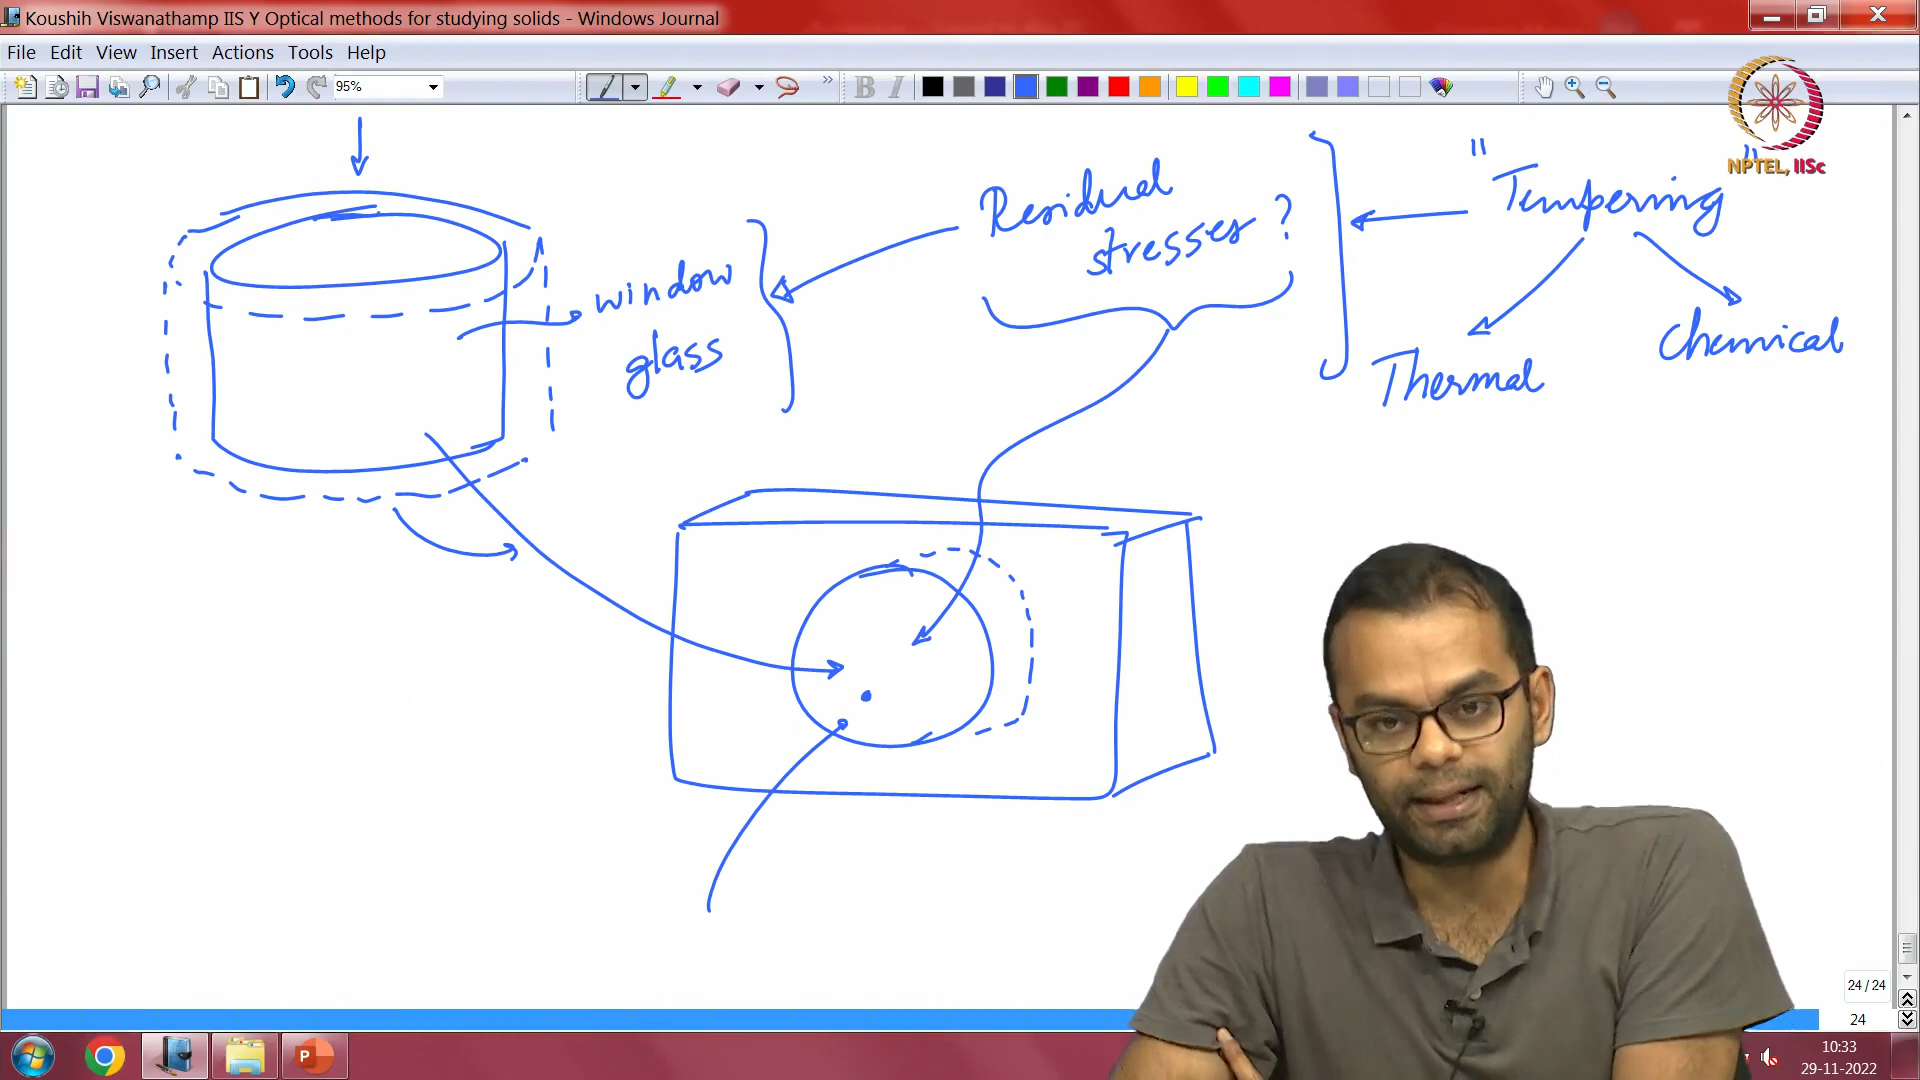 Koushih Viswanathamp IIS Y Optical methods for studying solids - Windows Journal
File Edit View Insert Actions Tools Help
95%
B I
NPTEL, IISc
"Tempering"
Residual
stresses ?
window
glass
Thermal
Chemical
24 / 24
24
10:33
29-11-2022